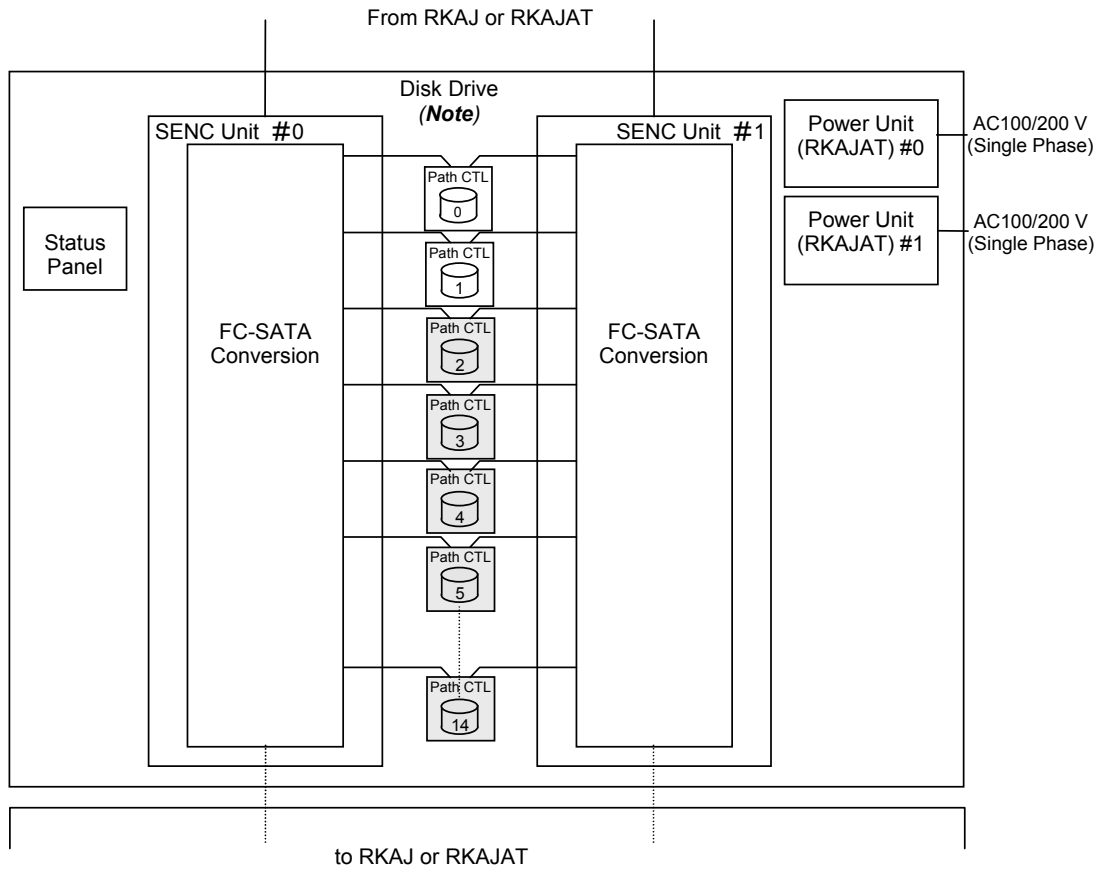 From RKAJ or RKAJAT
Disk Drive
(Note)
SENC Unit #0
SENC Unit #1
Power Unit
(RKAJAT) #0
AC100/200 V
(Single Phase)
Power Unit
(RKAJAT) #1
AC100/200 V
(Single Phase)
Status
Panel
FC-SATA
Conversion
FC-SATA
Conversion
Path CTL
0
Path CTL
1
Path CTL
2
Path CTL
3
Path CTL
4
Path CTL
5
Path CTL
14
to RKAJ or RKAJAT